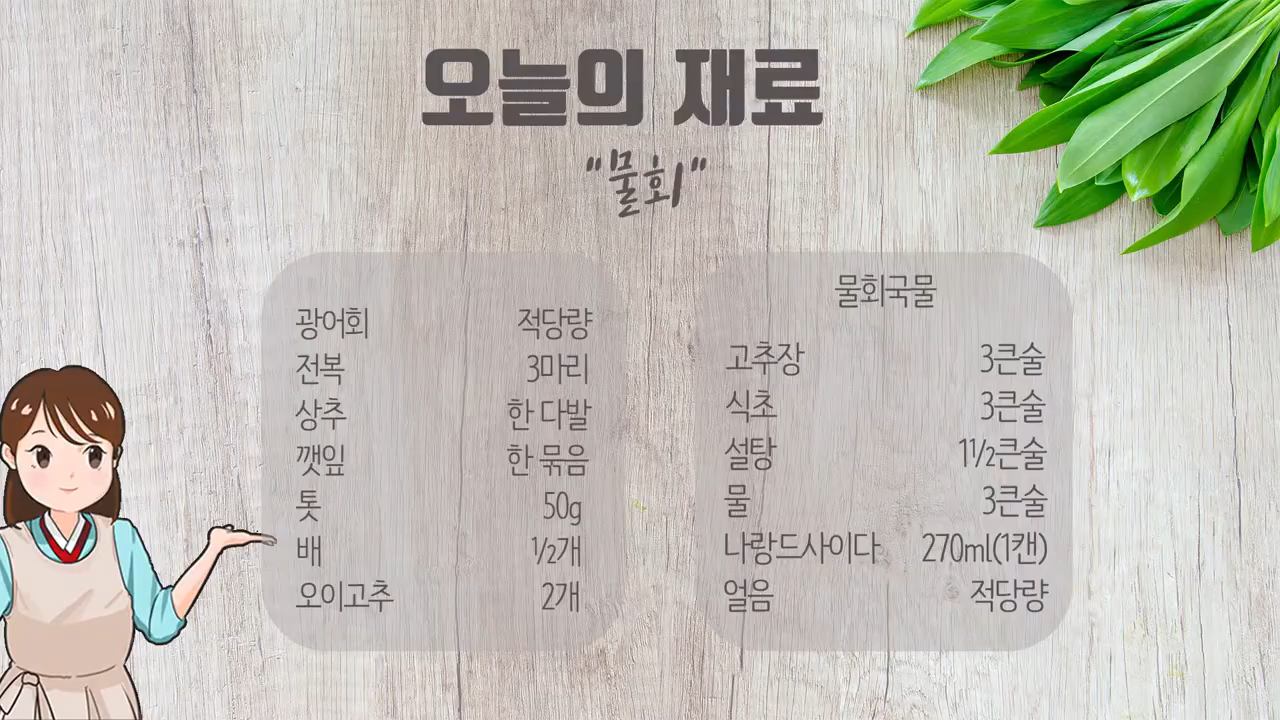 오늘의 재료
"물회"
광어회 적당량
전복 3마리
상추 한 다발
깻잎 한 묶음
톳 50g
배 ½개
오이고추 2개
물회국물
고추장 3큰술
식초 3큰술
설탕 1½큰술
물 3큰술
나랑드사이다 270ml(1캔)
얼음 적당량